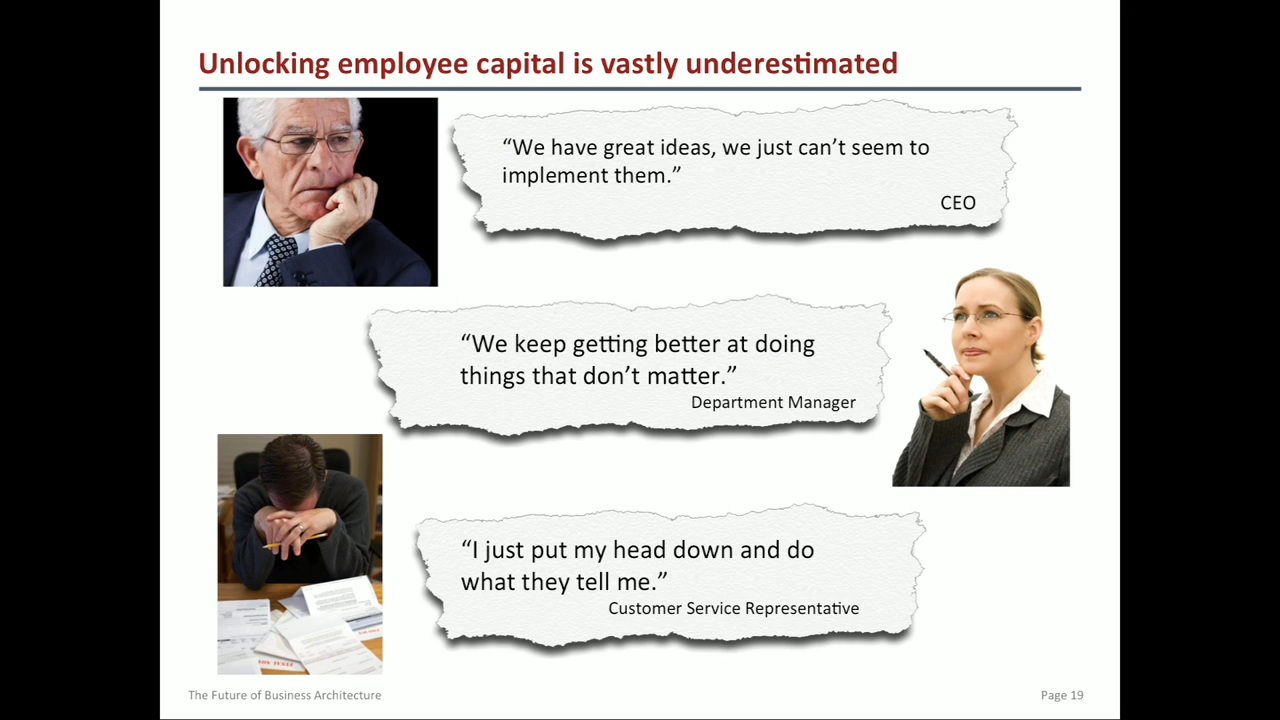 Unlocking employee capital is vastly underestimated
“We have great ideas, we just can’t seem to
implement them.”
CEO
“We keep getting better at doing
things that don’t matter.”
Department Manager
“I just put my head down and do
what they tell me.”
Customer Service Representative
The Future of Business Architecture
Page 19